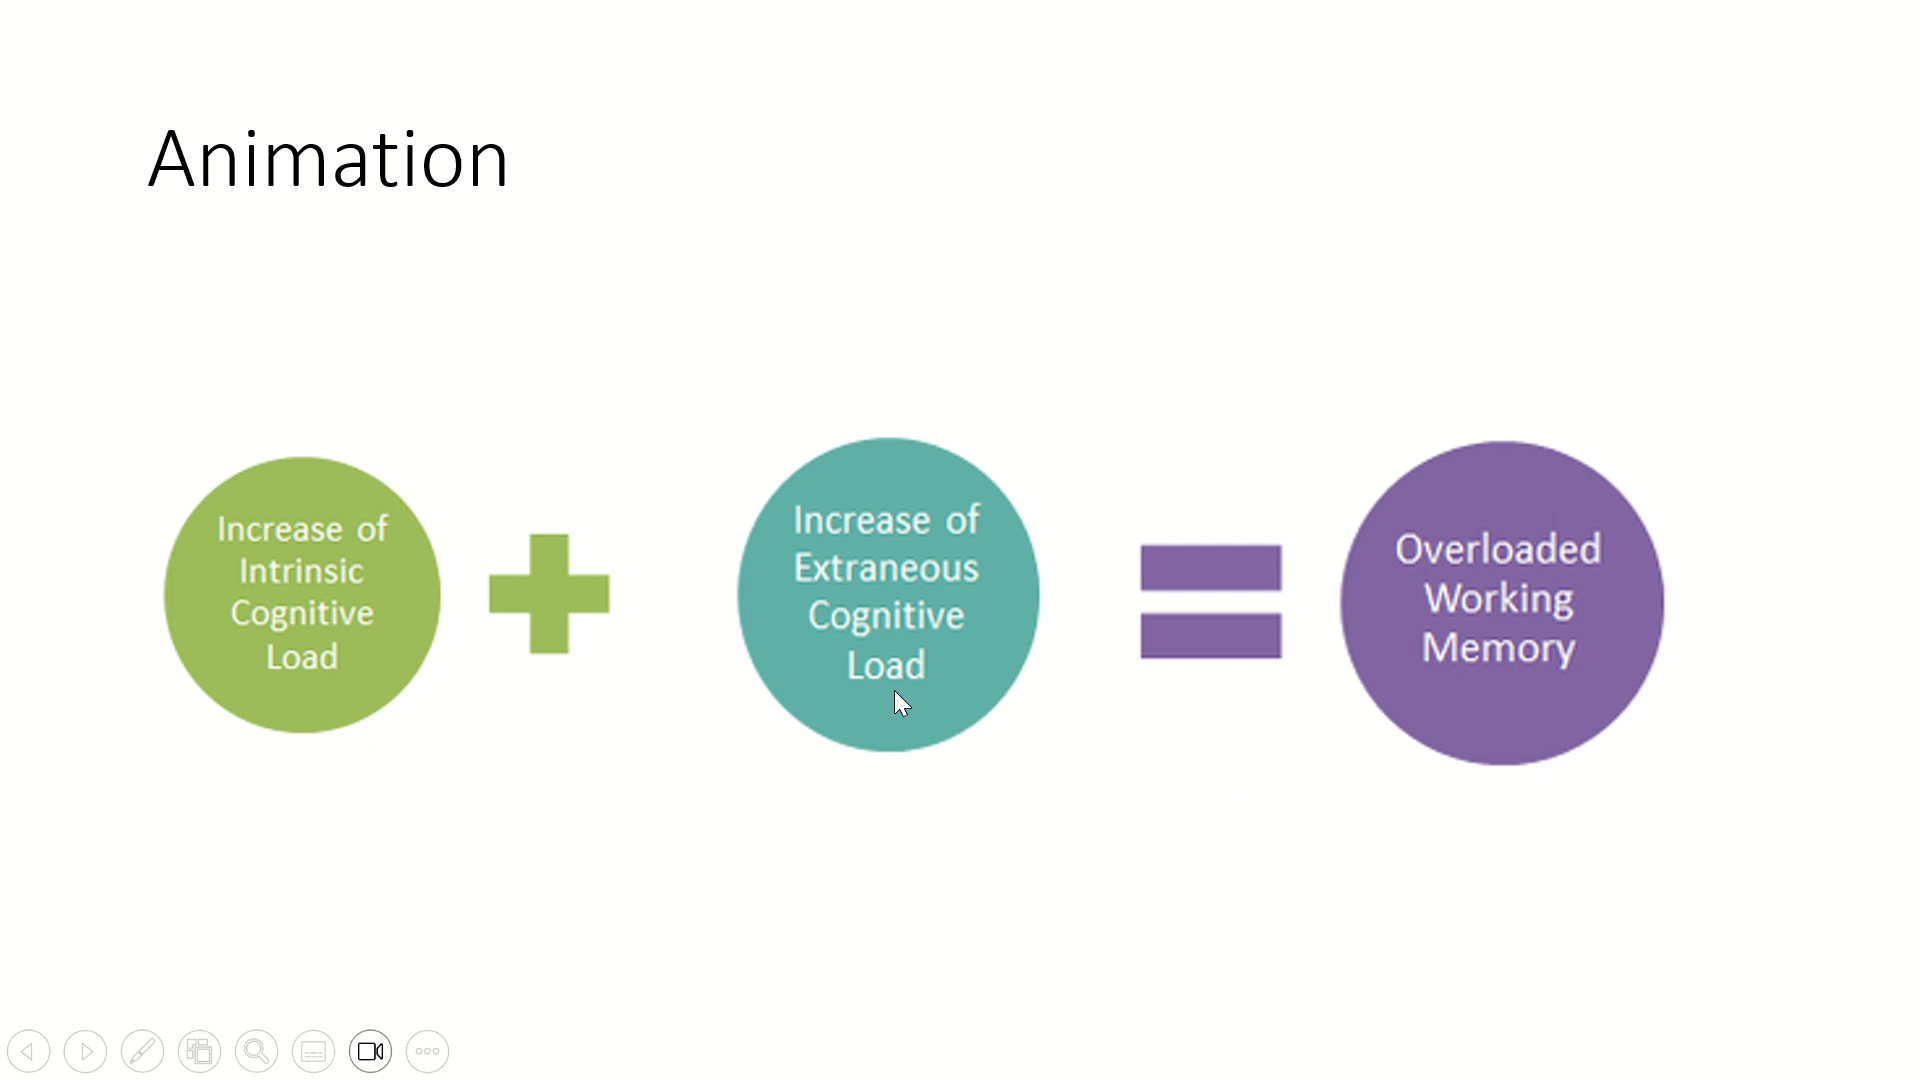 Animation
Increase of
Intrinsic
Cognitive
Load
Increase of
Extraneous
Cognitive
Load
Overloaded
Working
Memory